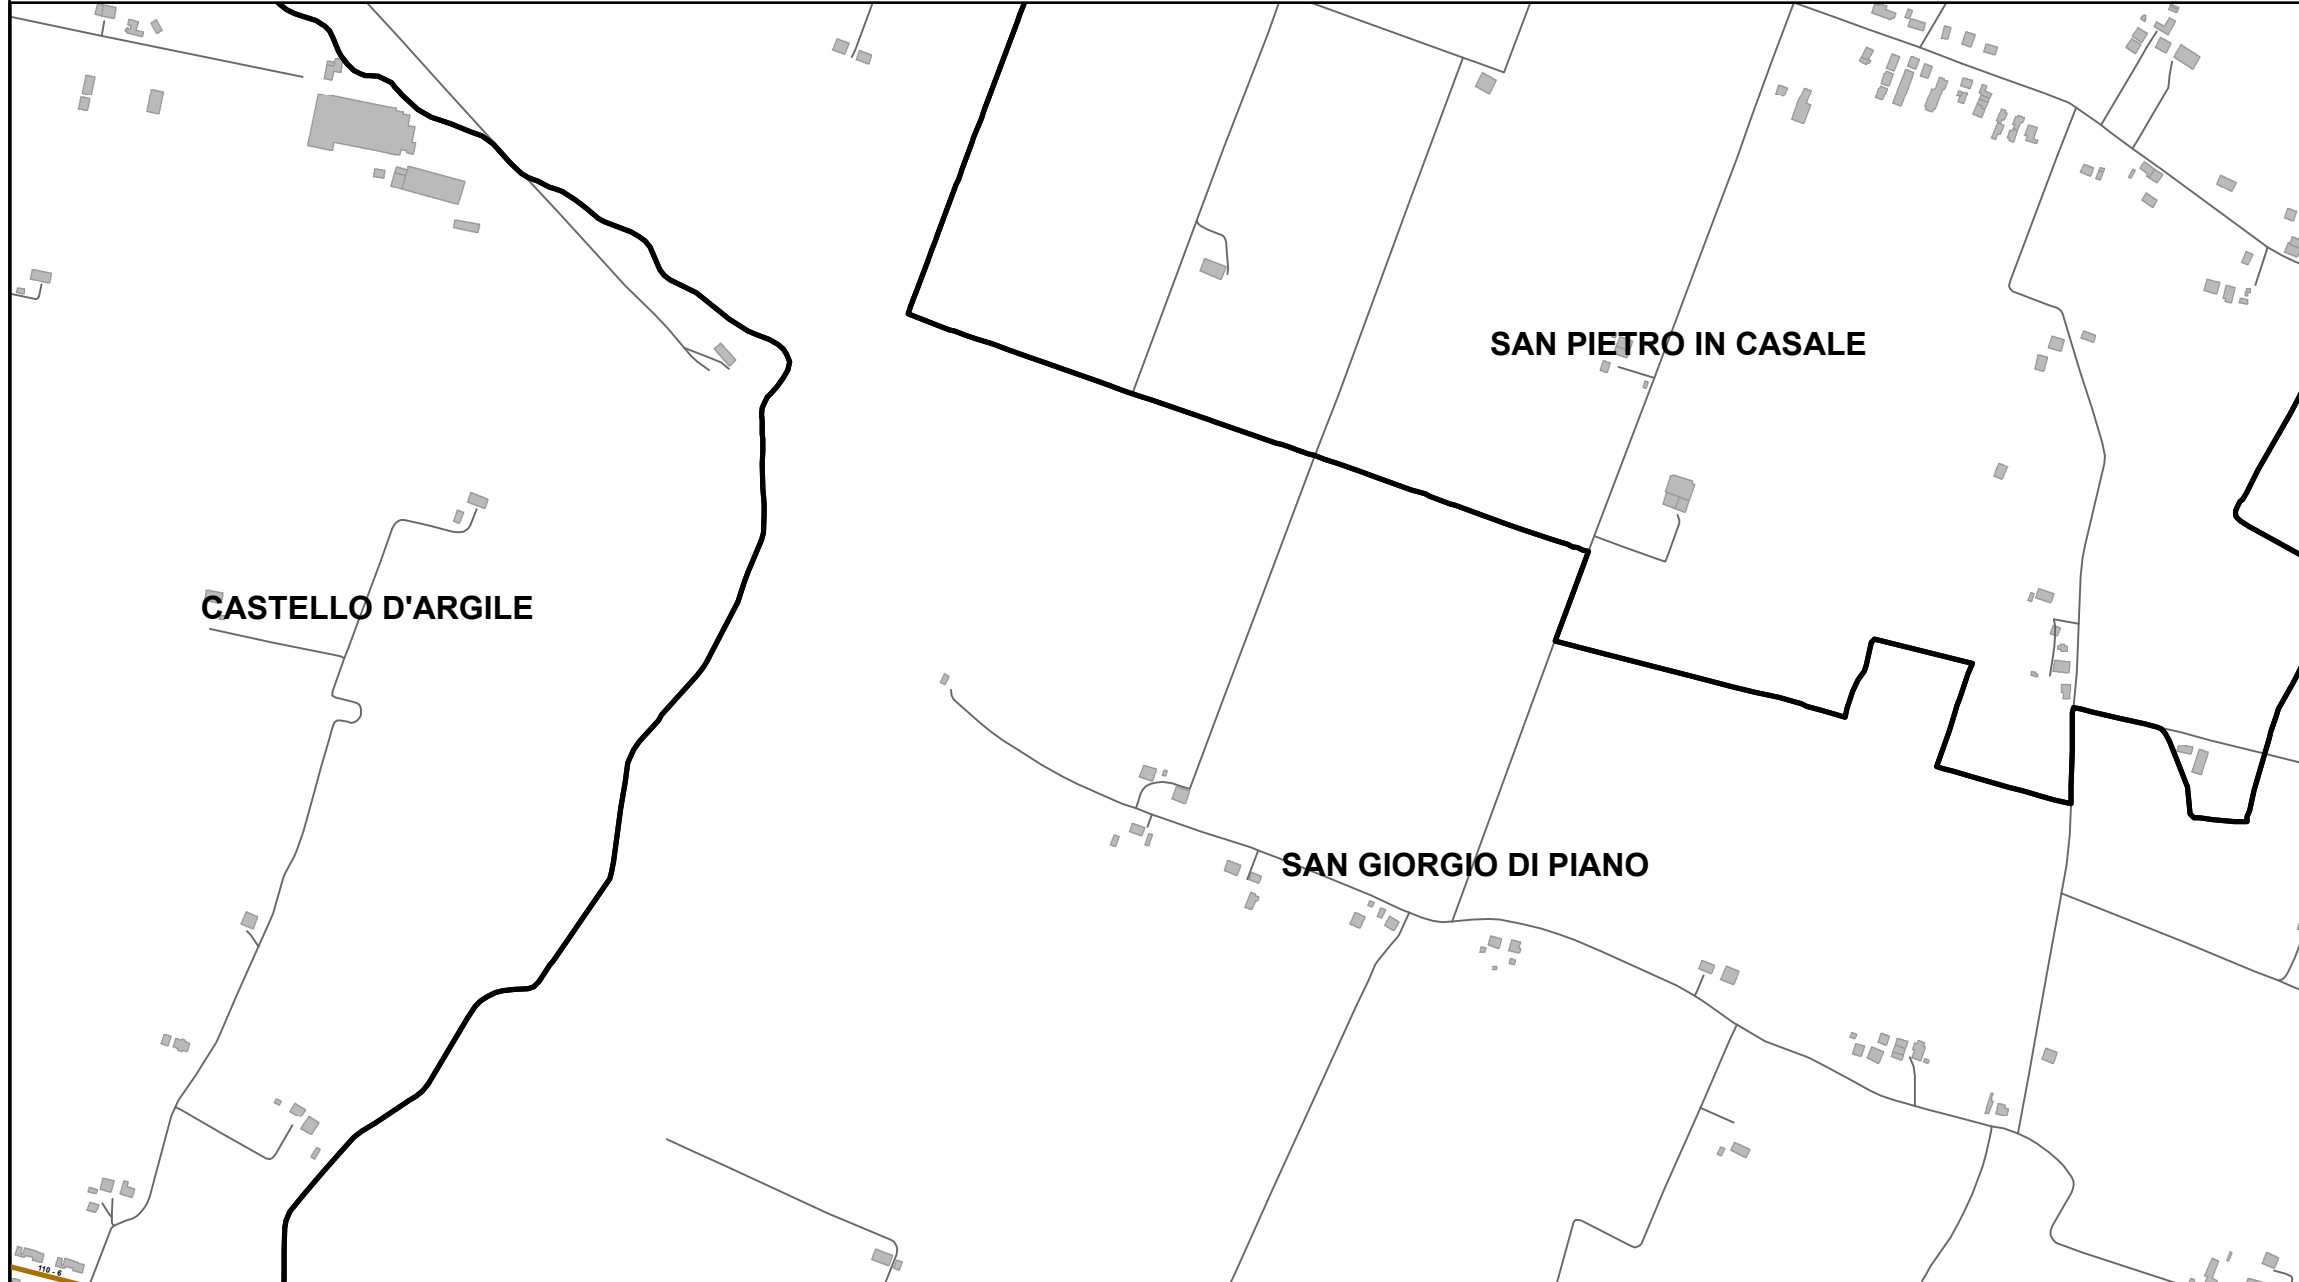 SAN PIETRO IN CASALE
CASTELLO D'ARGILE
SAN GIORGIO DI PIANO
110 - 6